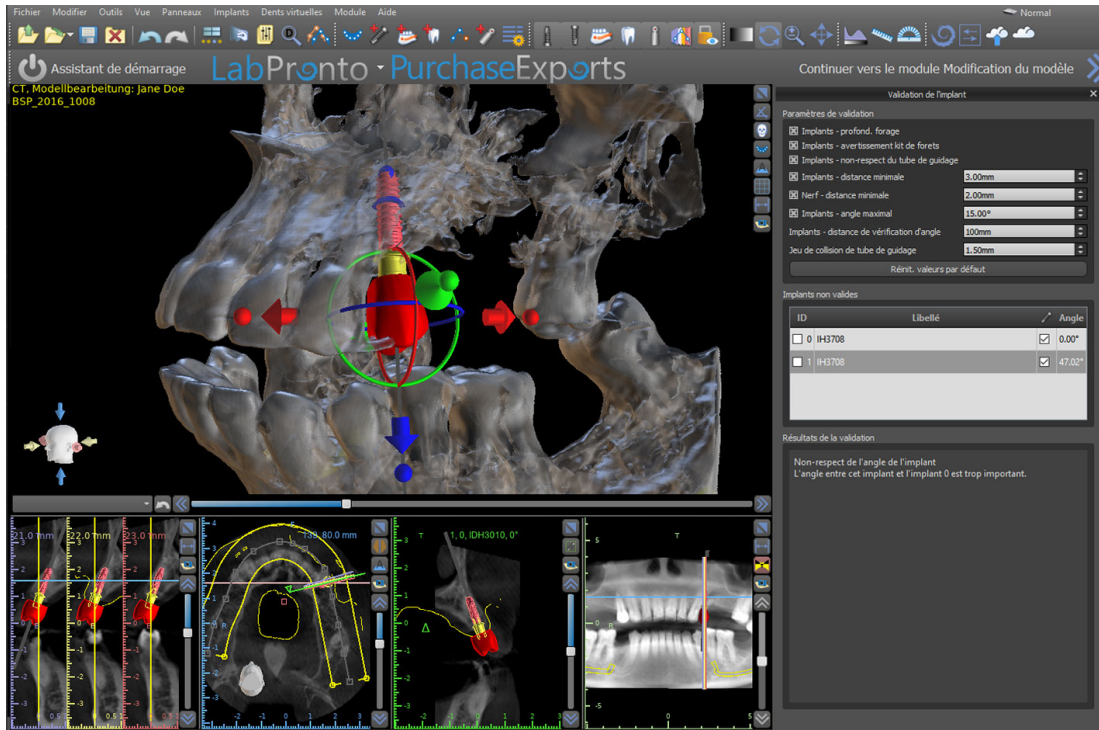 Fichier Modifier Outils Vue Panneaux Implants Dents virtuelles Module Aide
Normal
Assistant de démarrage
LabPronto - PurchaseExports
Continuer vers le module Modification du modèle
CT, Modellbearbeitung: Jane Doe
BSP_2016_1008
Validation de l'implant
Paramètres de validation
Implants - profond. forage
Implants - avertissement kit de forets
Implants - non-respect du tube de guidage
Implants - distance minimale 3.00mm
Nerf - distance minimale 2.00mm
Implants - angle maximal 15.00°
Implants - distance de vérification d'angle 100mm
Jeu de collision de tube de guidage 1.50mm
Réinit. valeurs par défaut
Implants non valides
ID Libellé Angle
0 IH3708 0.00°
1 IH3708 47.02°
Résultats de la validation
Non-respect de l'angle de l'implant
L'angle entre cet implant et l'implant 0 est trop important.
21.0 mm 22.0 mm 23.0 mm
80.0 mm
T 1, 0, IDH3010, 0°
T
R
R
R